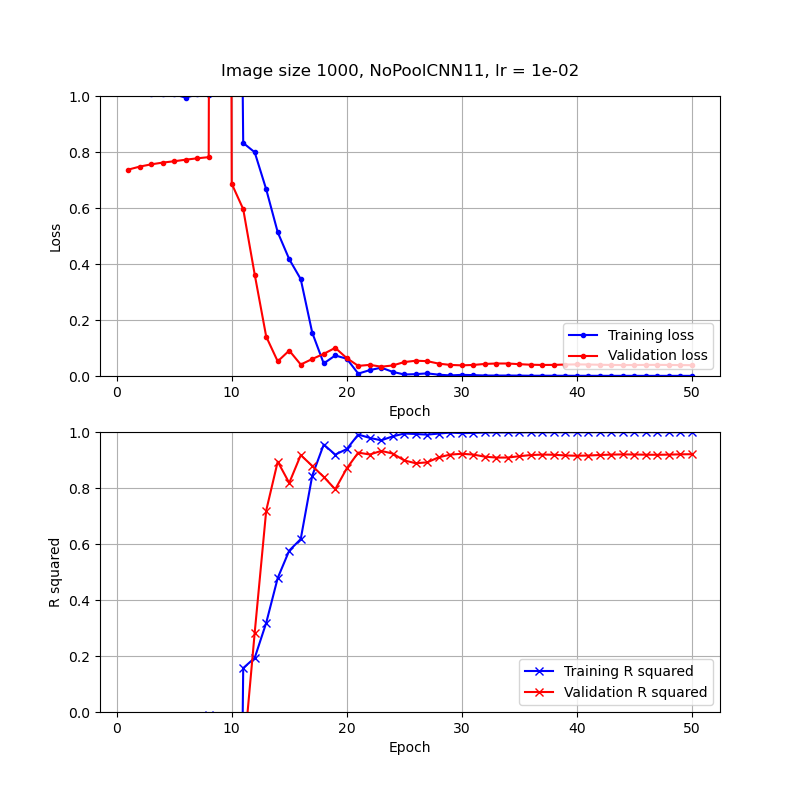 Image size 1000, NoPoolCNN11, lr = 1e-02
1.0
0.8
0.6
0.4
0.2
0.0
Loss
0 10 20 30 40 50
Epoch
Training loss
Validation loss
1.0
0.8
0.6
0.4
0.2
0.0
R squared
0 10 20 30 40 50
Epoch
Training R squared
Validation R squared